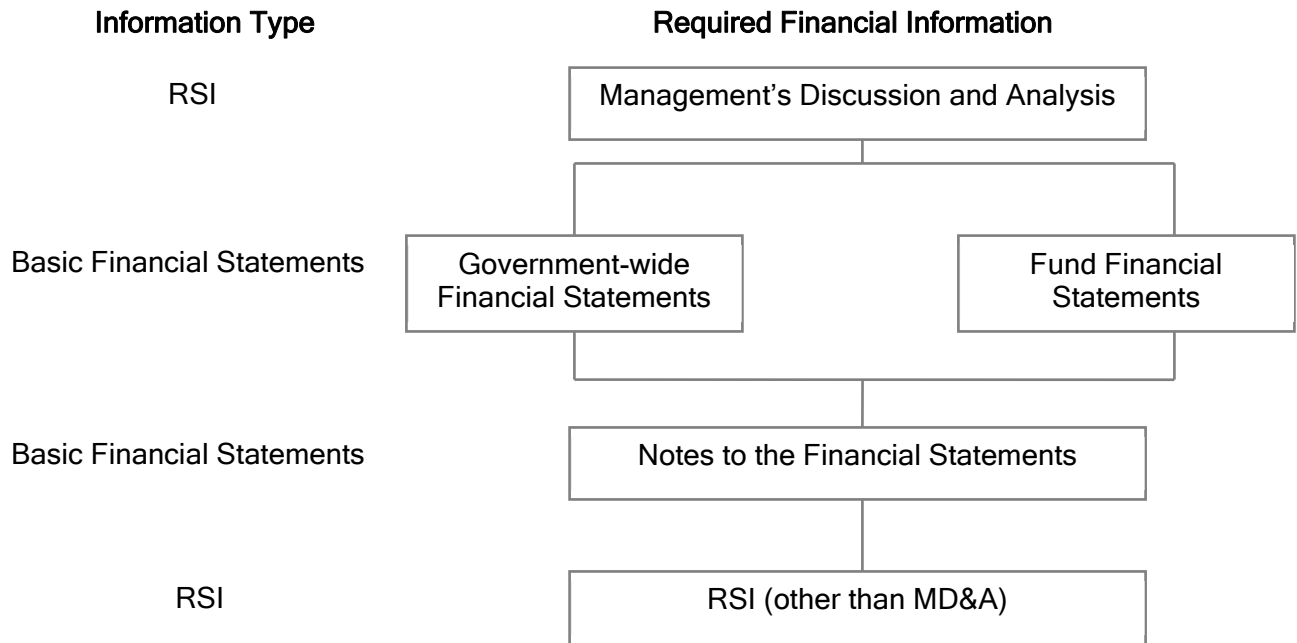 Information Type
Required Financial Information
RSI
Management’s Discussion and Analysis
Basic Financial Statements
Government-wide
Financial Statements
Fund Financial
Statements
Basic Financial Statements
Notes to the Financial Statements
RSI
RSI (other than MD&A)